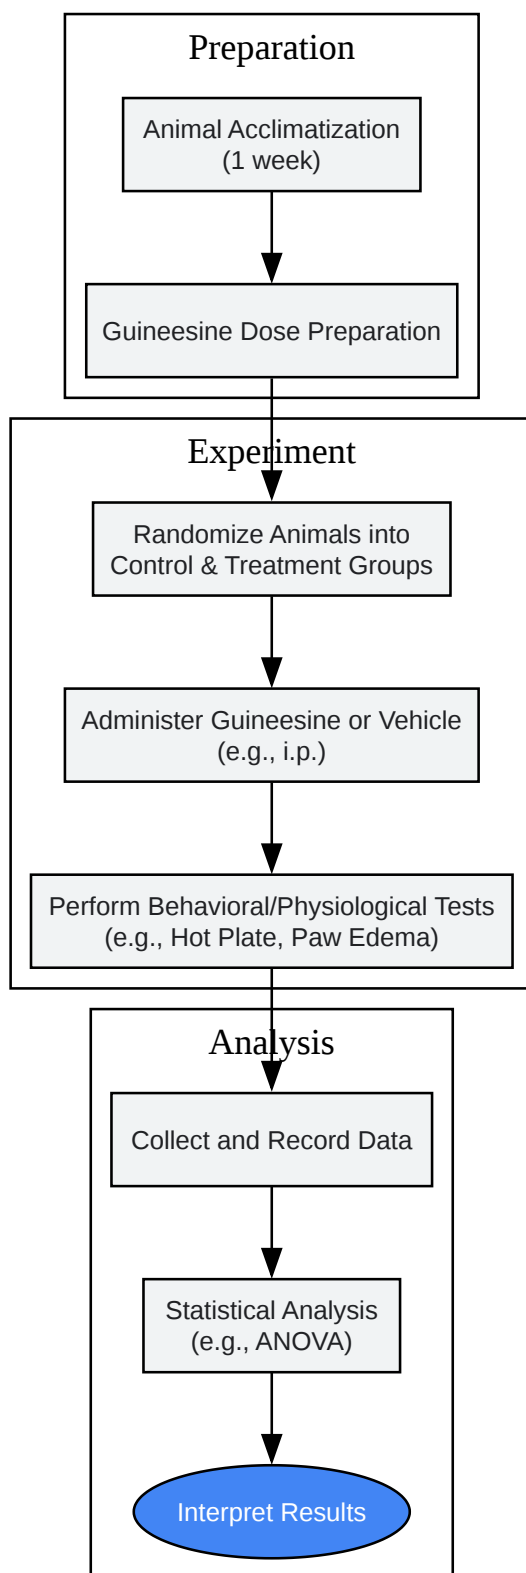 Preparation
Animal Acclimatization
(1 week)
Guineesine Dose Preparation
Experiment
Randomize Animals into
Control & Treatment Groups
Administer Guineesine or Vehicle
(e.g., i.p.)
Perform Behavioral/Physiological Tests
(e.g., Hot Plate, Paw Edema)
Analysis
Collect and Record Data
Statistical Analysis
(e.g., ANOVA)
Interpret Results